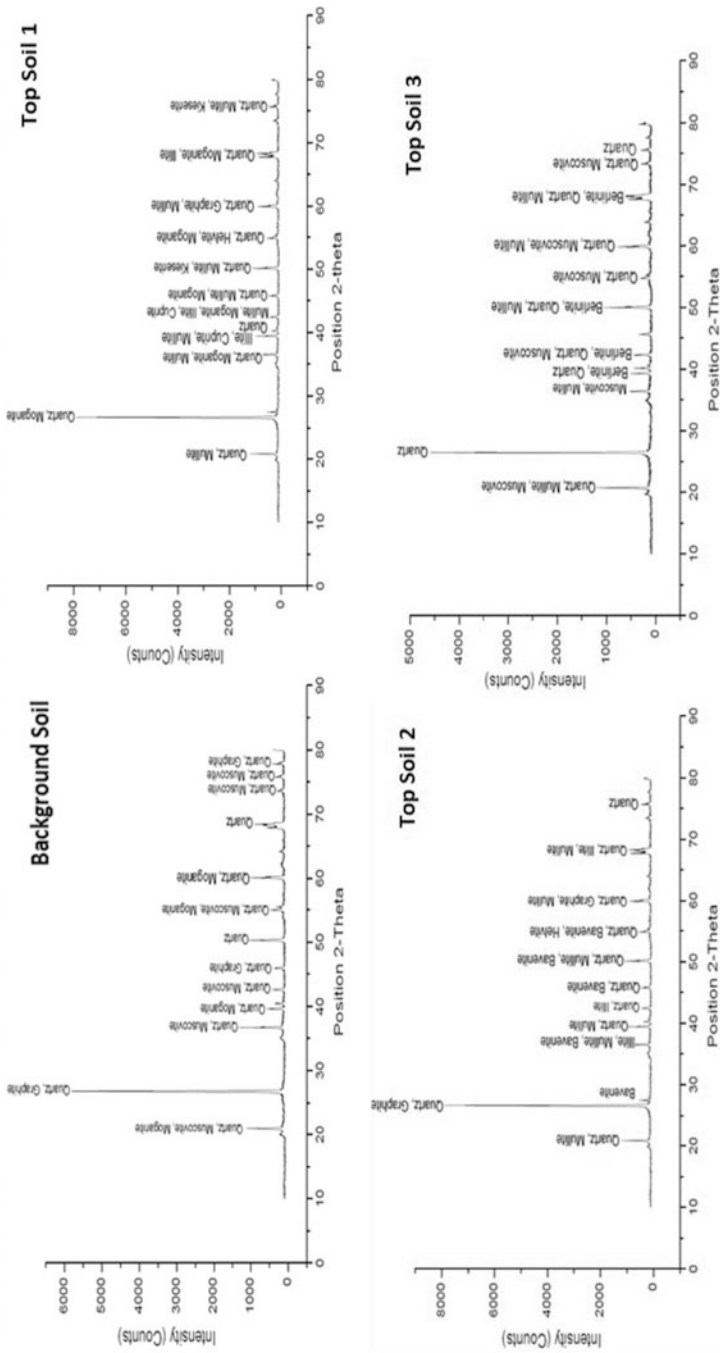 Background Soil
Intensity (Counts)
6000
5000
4000
3000
2000
1000
0
Quartz, Muscovite, Moganite
Quartz, Graphite
Muscovite
Quartz, Moganite
Quartz, Muscovite
Quartz, Graphite
Quartz
Quartz, Muscovite, Moganite
Quartz, Moganite
Quartz
Quartz, Muscovite
Quartz, Muscovite
Quartz, Graphite
0 10 20 30 40 50 60 70 80 90
Position 2-Theta
Top Soil 1
Intensity (Counts)
8000
6000
4000
2000
0
Quartz, Mullite
Quartz, Moganite
Quartz, Moganite, Mullite
Illite, Cuprite, Mullite
Quartz
Mullite, Moganite, Illite, Cuprite
Quartz, Mullite, Moganite
Quartz, Mullite, Kieserite
Quartz, Helvite, Moganite
Quartz, Graphite, Mullite
Quartz, Moganite, Illite
Quartz, Mullite, Kieserite
0 10 20 30 40 50 60 70 80 90
Position 2-theta
Top Soil 2
Intensity (Counts)
8000
6000
4000
2000
0
Quartz, Mullite
Quartz, Graphite
Bavenite
Illite, Mullite, Bavenite
Quartz, Mullite
Quartz, Illite
Quartz, Bavenite
Quartz, Mullite, Bavenite
Quartz, Bavenite, Helvite
Quartz, Graphite, Mullite
Quartz, Illite, Mullite
Quartz
0 10 20 30 40 50 60 70 80 90
Position 2-Theta
Top Soil 3
Intensity (Counts)
5000
4000
3000
2000
1000
0
Quartz, Mullite, Muscovite
Quartz
Muscovite, Mullite
Berlinite, Quartz
Berlinite, Quartz, Muscovite
Berlinite, Quartz, Mullite
Quartz, Muscovite
Quartz, Muscovite, Mullite
Berlinite, Quartz, Mullite
Quartz, Muscovite
Quartz
0 10 20 30 40 50 60 70 80 90
Position 2-Theta